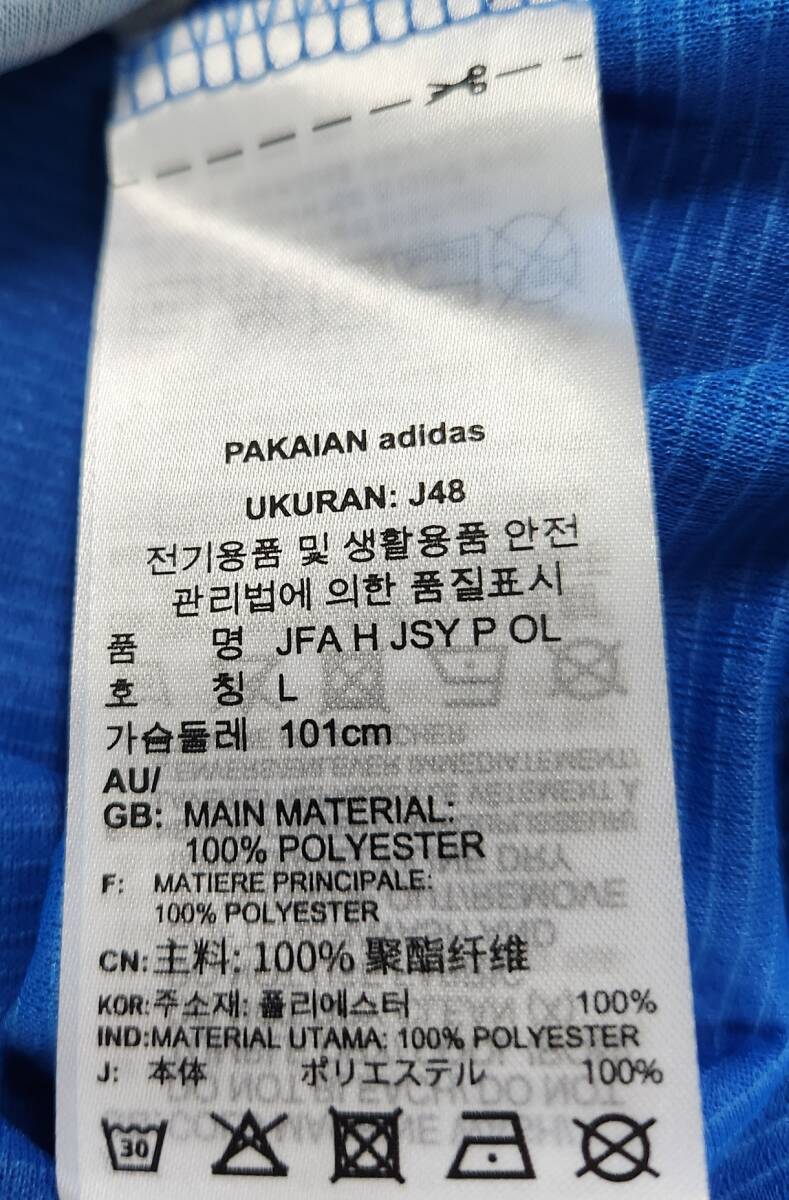 PAKAIAN adidas
UKURAN: J48
전기용품 및 생활용품 안전
관리법에 의한 품질표시
품 명 JFA H JSY P OL
호 칭 L
가슴둘레 101cm
AU/
GB: MAIN MATERIAL:
100% POLYESTER
F: MATIERE PRINCIPALE:
100% POLYESTER
CN: 主料: 100% 聚酯纤维
KOR: 주소재: 폴리에스터 100%
IND: MATERIAL UTAMA: 100% POLYESTER
J: 本体 ポリエステル 100%
30